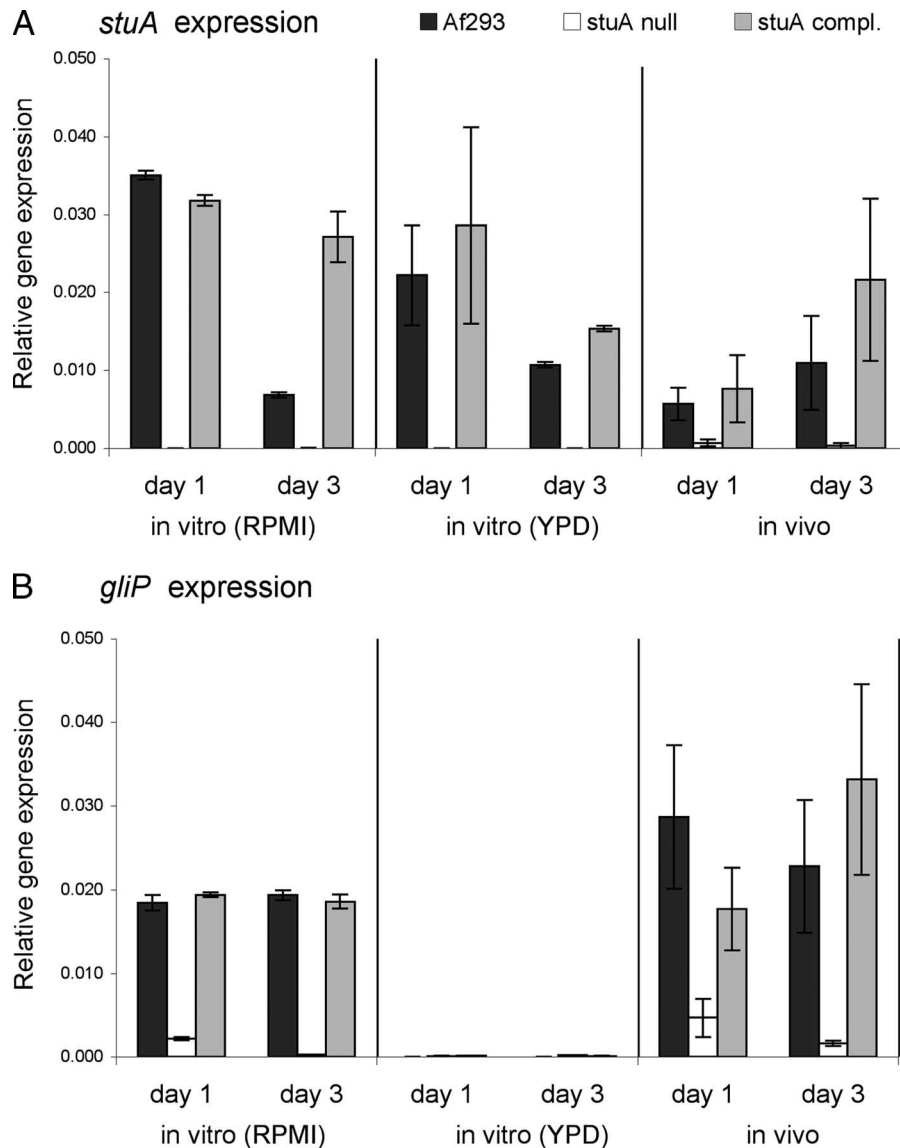 A stuA expression
Af293 stuA null stuA compl.
Relative gene expression
0.050
0.040
0.030
0.020
0.010
0.000
day 1 day 3 day 1 day 3 day 1 day 3
in vitro (RPMI) in vitro (YPD) in vivo
B gliP expression
Relative gene expression
0.050
0.040
0.030
0.020
0.010
0.000
day 1 day 3 day 1 day 3 day 1 day 3
in vitro (RPMI) in vitro (YPD) in vivo